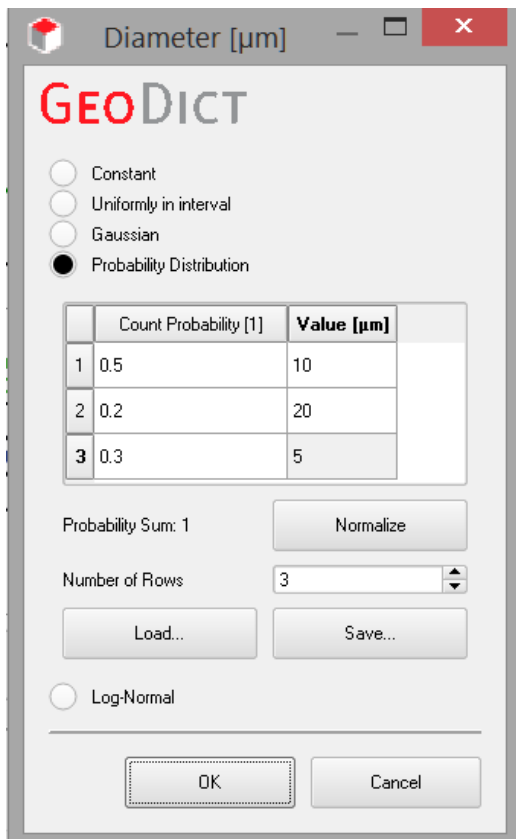 Diameter [µm]
GEODICT
Constant
Uniformly in interval
Gaussian
Probability Distribution
Count Probability [1] Value [µm]
1 0.5 10
2 0.2 20
3 0.3 5
Probability Sum: 1 Normalize
Number of Rows 3
Load... Save...
Log-Normal
OK Cancel